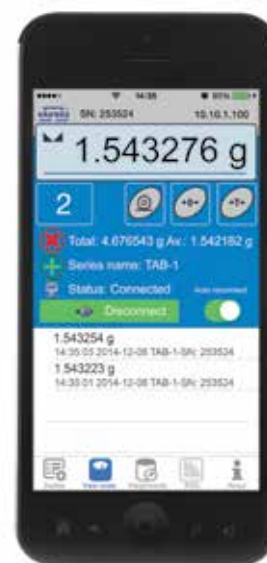 14:35
SN: 253524 10.10.1.100
1.543276 g
2
Total: 4.676543 g Av.: 1.542182 g
Series name: TAB-1
Status: Connected Auto reconnect
Disconnect
1.543254 g
14:35:03 2014-12-08 TAB-1-SN: 253524
1.543223 g
14:35:01 2014-12-08 TAB-1-SN: 253524